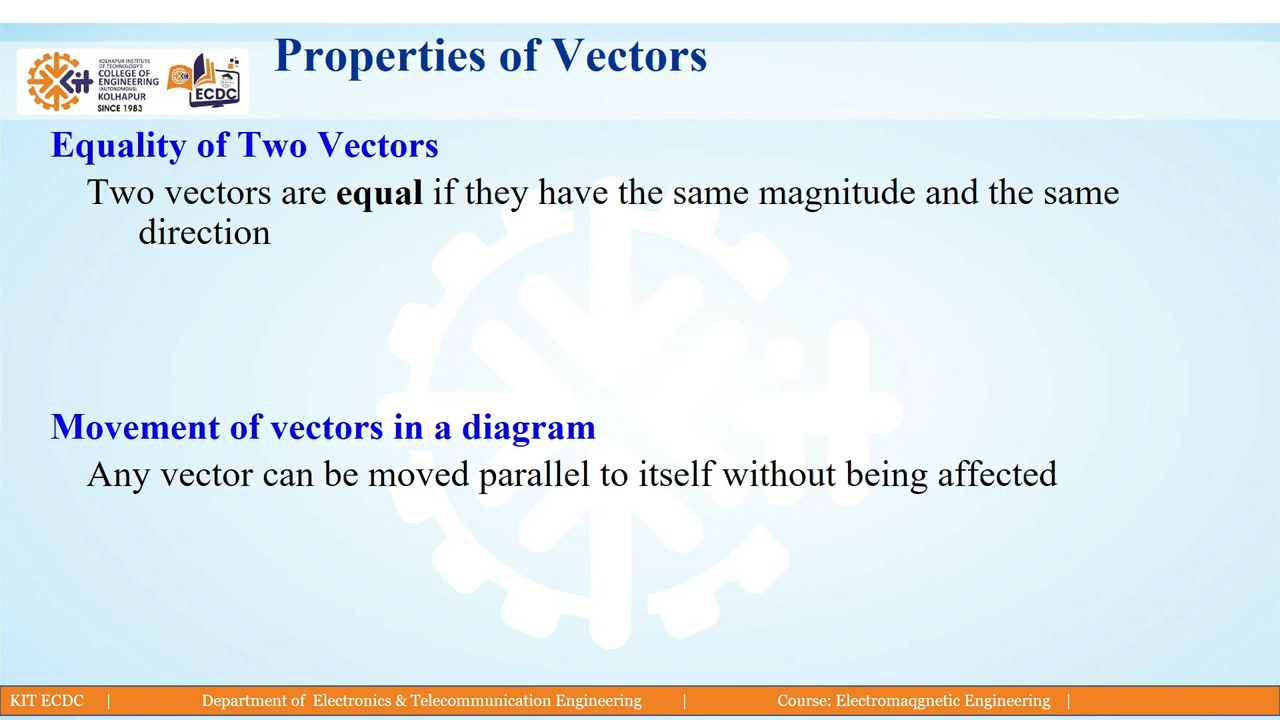 Properties of Vectors
KOLHAPUR INSTITUTE
OF TECHNOLOGY'S
COLLEGE OF
ENGINEERING
(AUTONOMOUS),
KOLHAPUR
SINCE 1983
Kit
ECDC
Equality of Two Vectors
Two vectors are equal if they have the same magnitude and the same
direction
Movement of vectors in a diagram
Any vector can be moved parallel to itself without being affected
KIT ECDC | Department of Electronics & Telecommunication Engineering | Course: Electromaqgnetic Engineering |